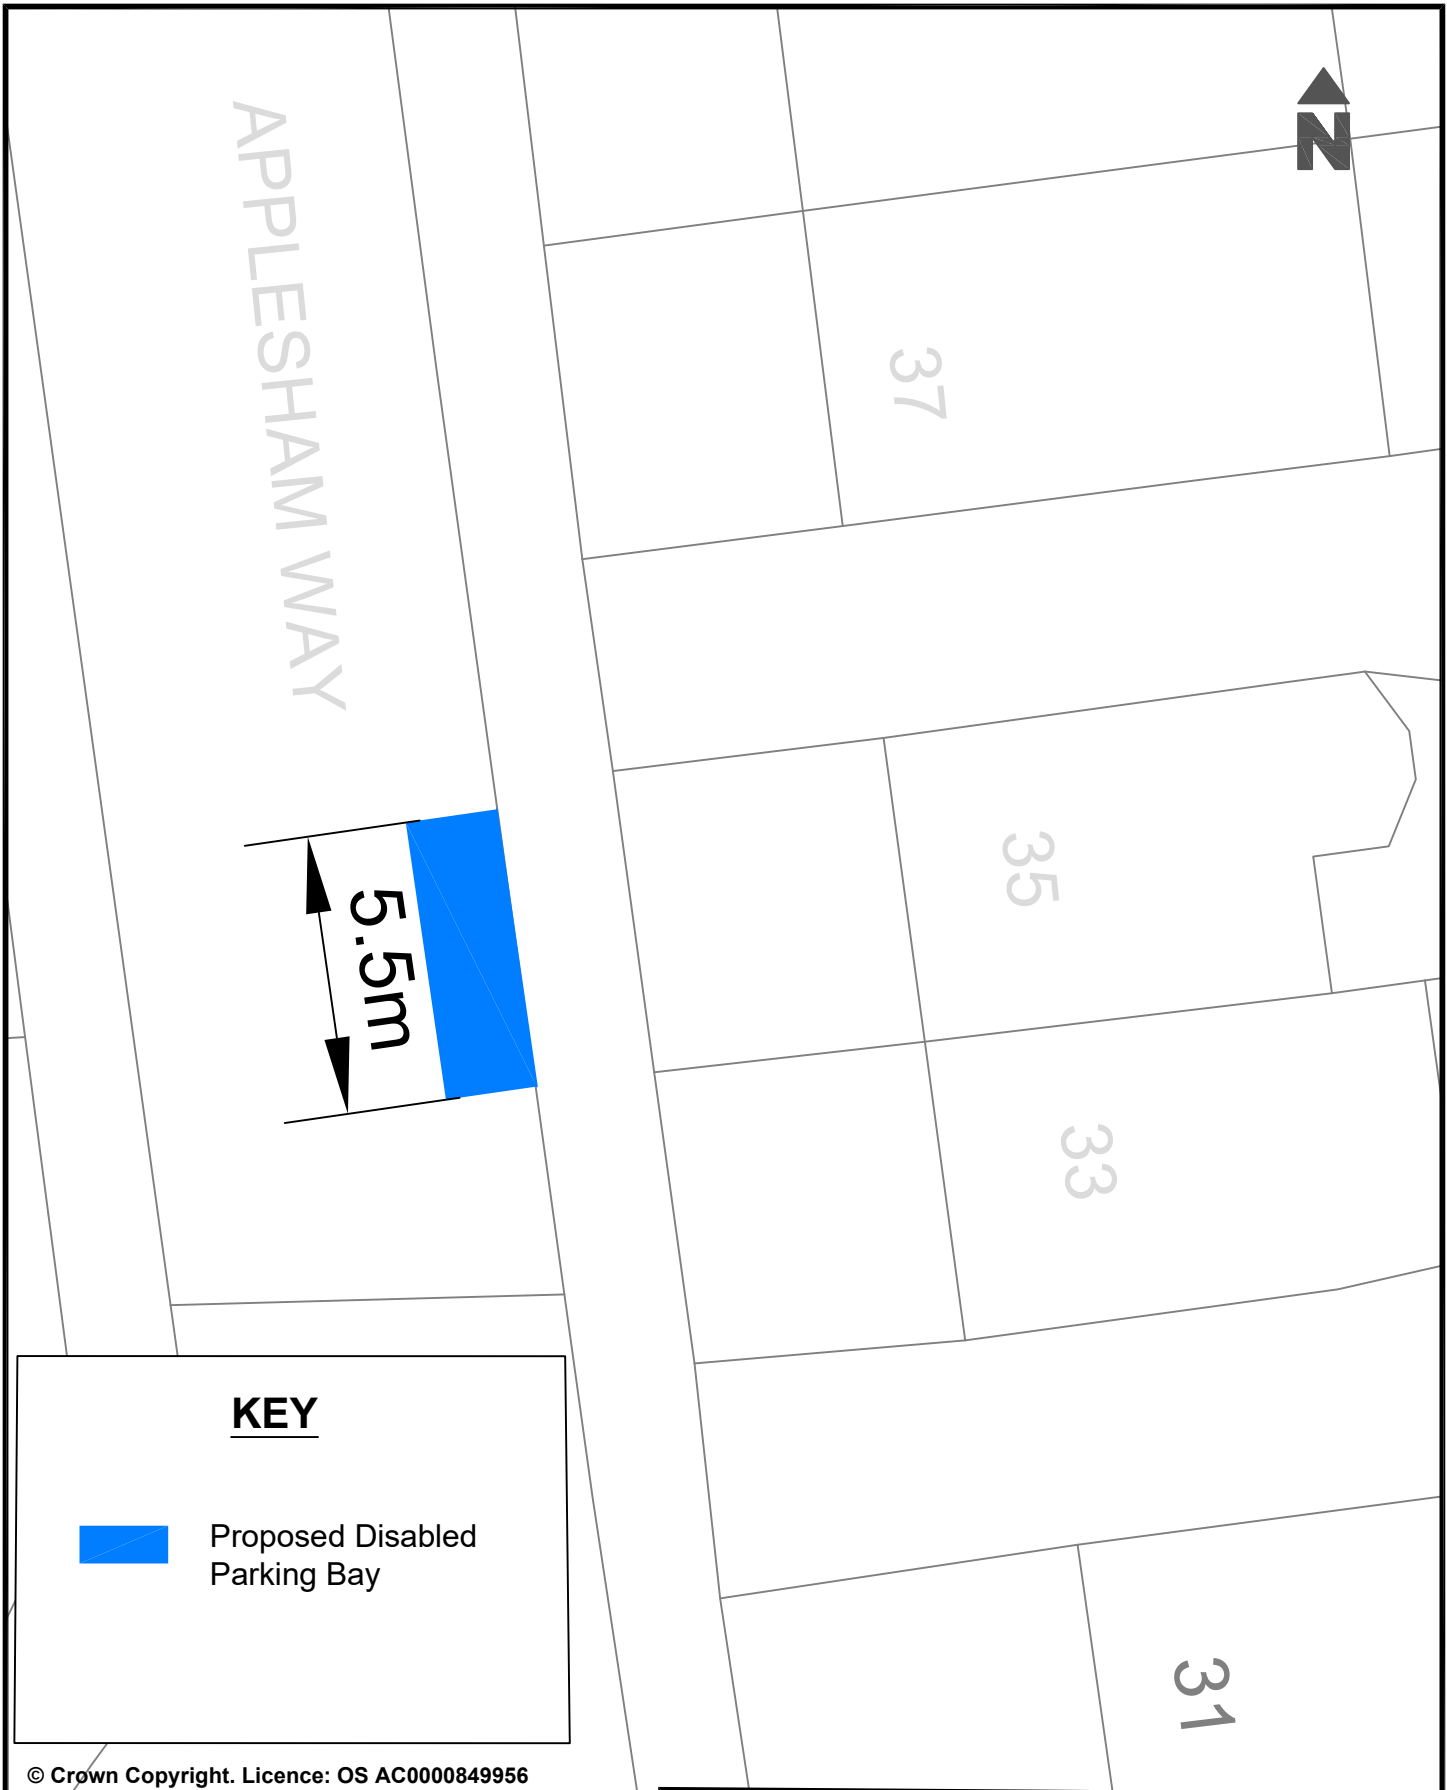 APPLESHAM WAY
N
37
35
5.5m
33
31
KEY
Proposed Disabled
Parking Bay
© Crown Copyright. Licence: OS AC0000849956